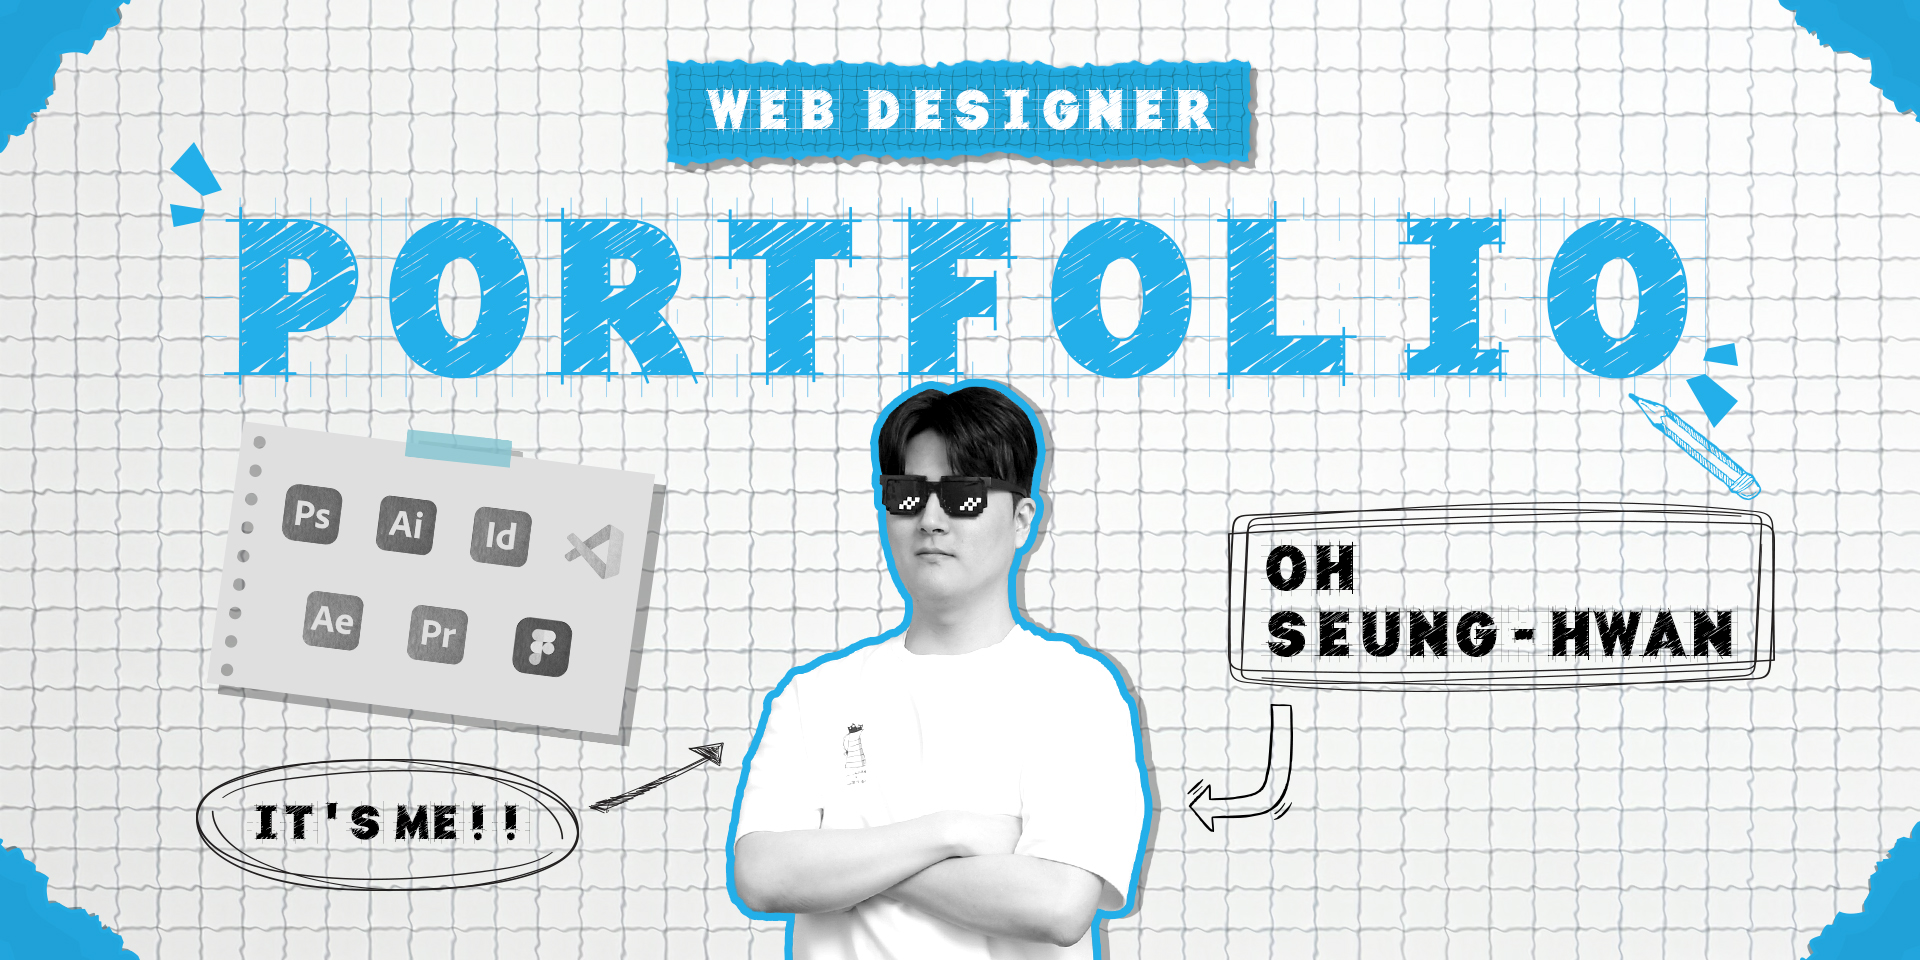 WEB DESIGNER
PORTFOLIO
Ps Ai Id
Ae Pr
OH
SEUNG-HWAN
IT'S ME!!